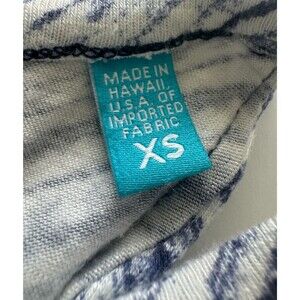 MADE IN
HAWAII,
U.S.A. OF
IMPORTED
FABRIC
XS